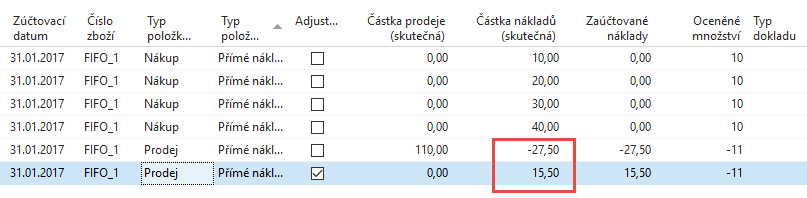 Zúčtovací datum Číslo zboží Typ položk... Typ polož... Adjust... Částka prodeje (skutečná) Částka nákladů (skutečná) Zaúčtované náklady Oceněné množství Typ dokladu
31.01.2017 FIFO_1 Nákup Přímé nákl... 0,00 10,00 0,00 10
31.01.2017 FIFO_1 Nákup Přímé nákl... 0,00 20,00 0,00 10
31.01.2017 FIFO_1 Nákup Přímé nákl... 0,00 30,00 0,00 10
31.01.2017 FIFO_1 Nákup Přímé nákl... 0,00 40,00 0,00 10
31.01.2017 FIFO_1 Prodej Přímé nákl... 110,00 -27,50 -27,50 -11
31.01.2017 FIFO_1 Prodej Přímé nákl... 0,00 15,50 15,50 -11